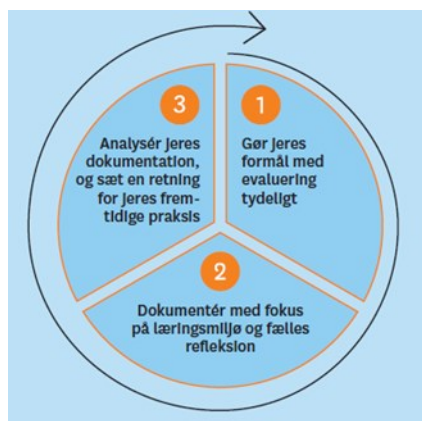 1
Gør jeres
formål med
evaluering
tydeligt
2
Dokumentér med fokus
på læringsmiljø og fælles
refleksion
3
Analysér jeres
dokumentation,
og sæt en retning
for jeres frem-
tidige praksis